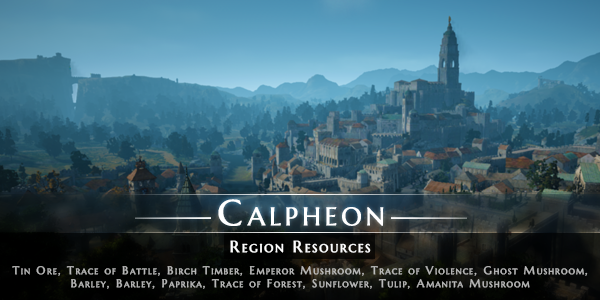 Calpheon
Region Resources
Tin Ore, Trace of Battle, Birch Timber, Emperor Mushroom, Trace of Violence, Ghost Mushroom,
Barley, Barley, Paprika, Trace of Forest, Sunflower, Tulip, Amanita Mushroom